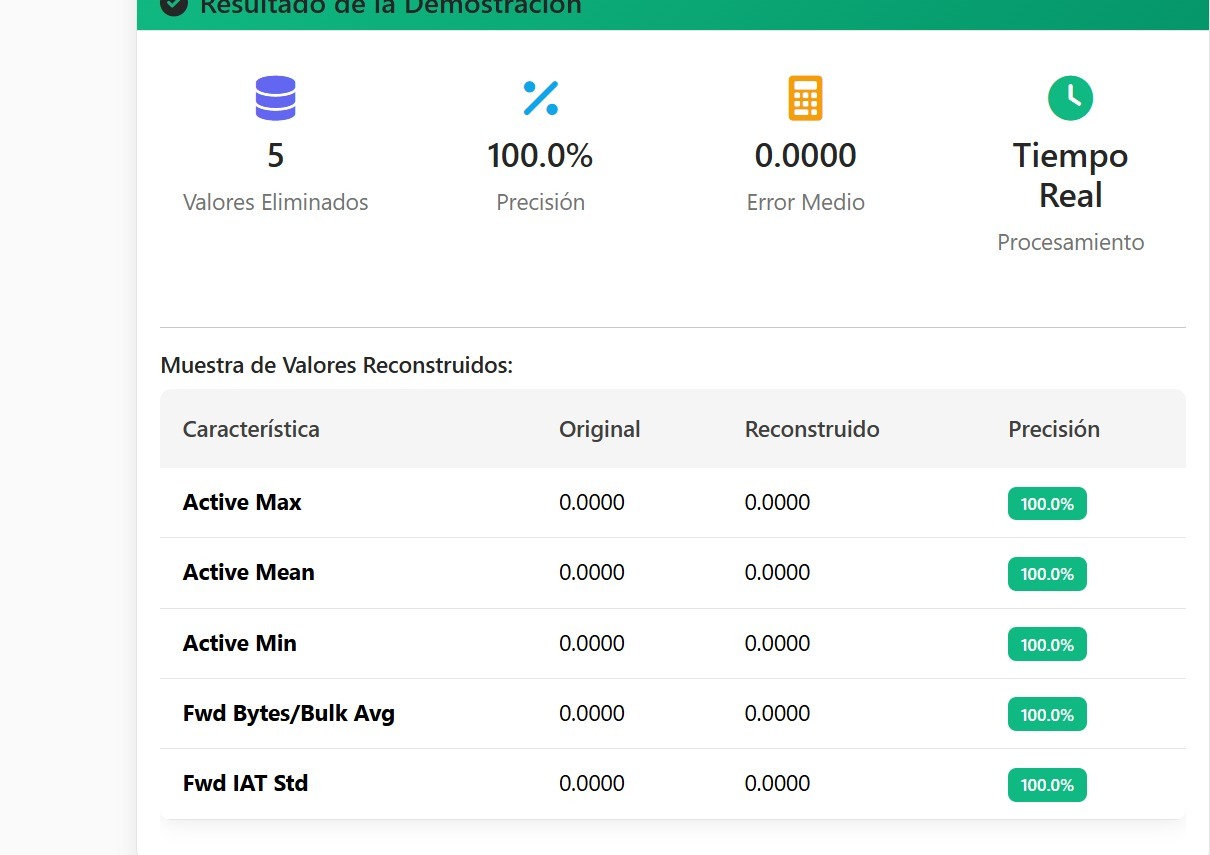 Resultado de la Demostración
5
Valores Eliminados
100.0%
Precisión
0.0000
Error Medio
Tiempo
Real
Procesamiento
Muestra de Valores Reconstruidos:
Característica Original Reconstruido Precisión
Active Max 0.0000 0.0000 100.0%
Active Mean 0.0000 0.0000 100.0%
Active Min 0.0000 0.0000 100.0%
Fwd Bytes/Bulk Avg 0.0000 0.0000 100.0%
Fwd IAT Std 0.0000 0.0000 100.0%